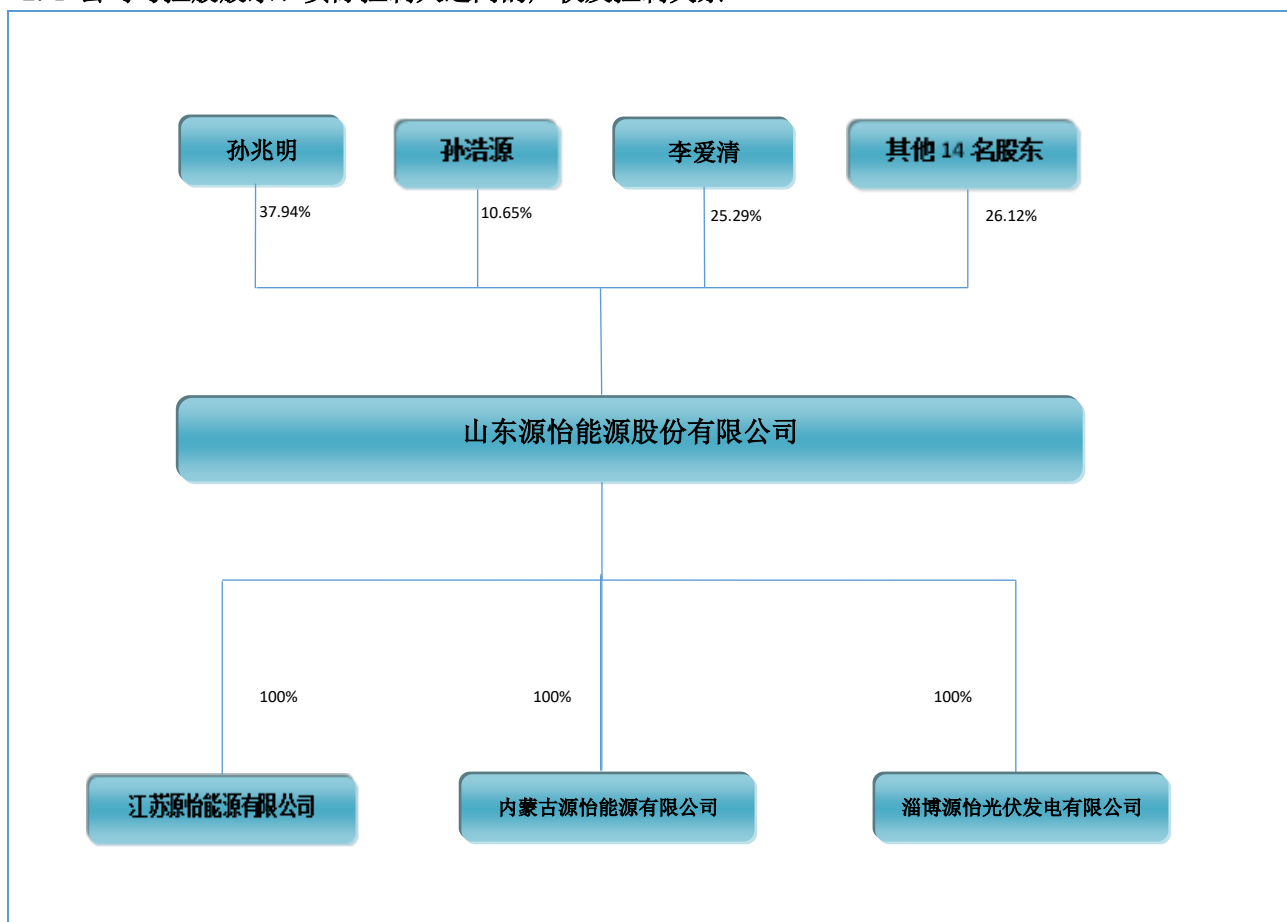 孙兆明
孙浩源
李爱清
其他 14 名股东
37.94%
10.65%
25.29%
26.12%
山东源怡能源股份有限公司
100%
100%
100%
江苏源怡能源有限公司
内蒙古源怡能源有限公司
淄博源怡光伏发电有限公司